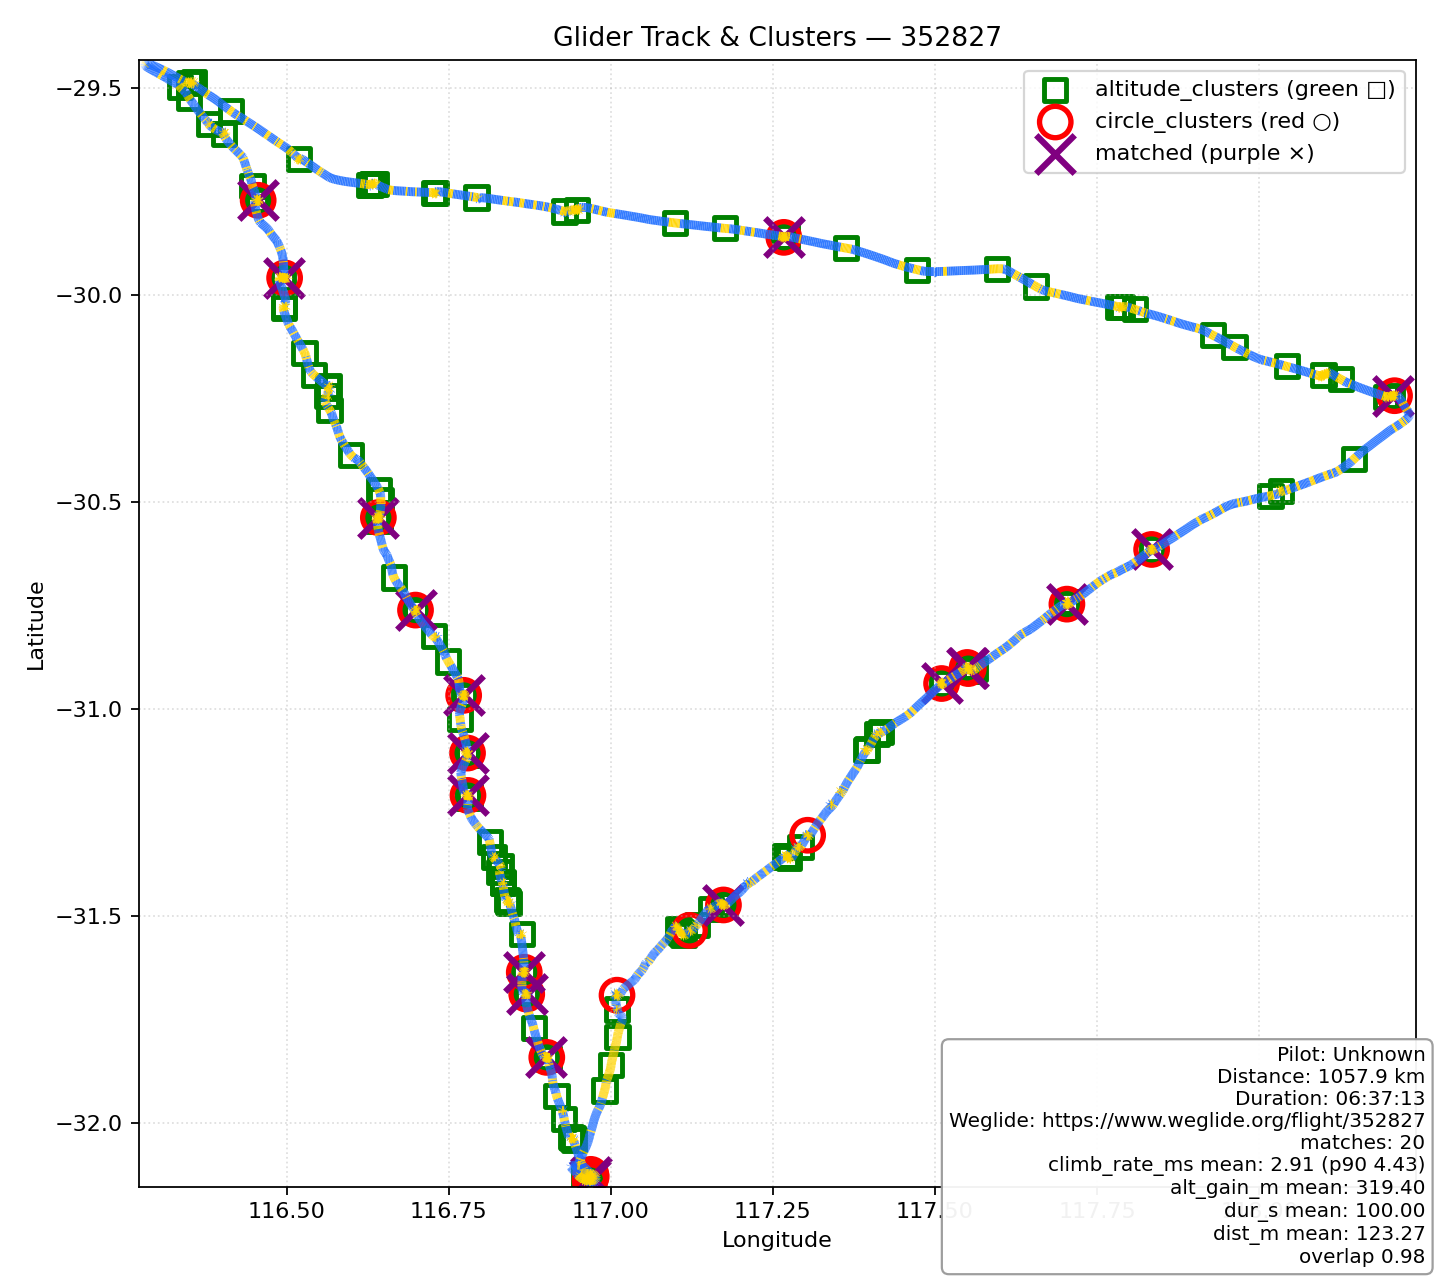 Glider Track & Clusters — 352827
altitude_clusters (green □)
circle_clusters (red ○)
matched (purple ×)
−29.5
−30.0
−30.5
−31.0
−31.5
−32.0
Latitude
116.50 116.75 117.00 117.25 117.50 117.75
Longitude
Pilot: Unknown
Distance: 1057.9 km
Duration: 06:37:13
Weglide: https://www.weglide.org/flight/352827
matches: 20
climb_rate_ms mean: 2.91 (p90 4.43)
alt_gain_m mean: 319.40
dur_s mean: 100.00
dist_m mean: 123.27
overlap 0.98